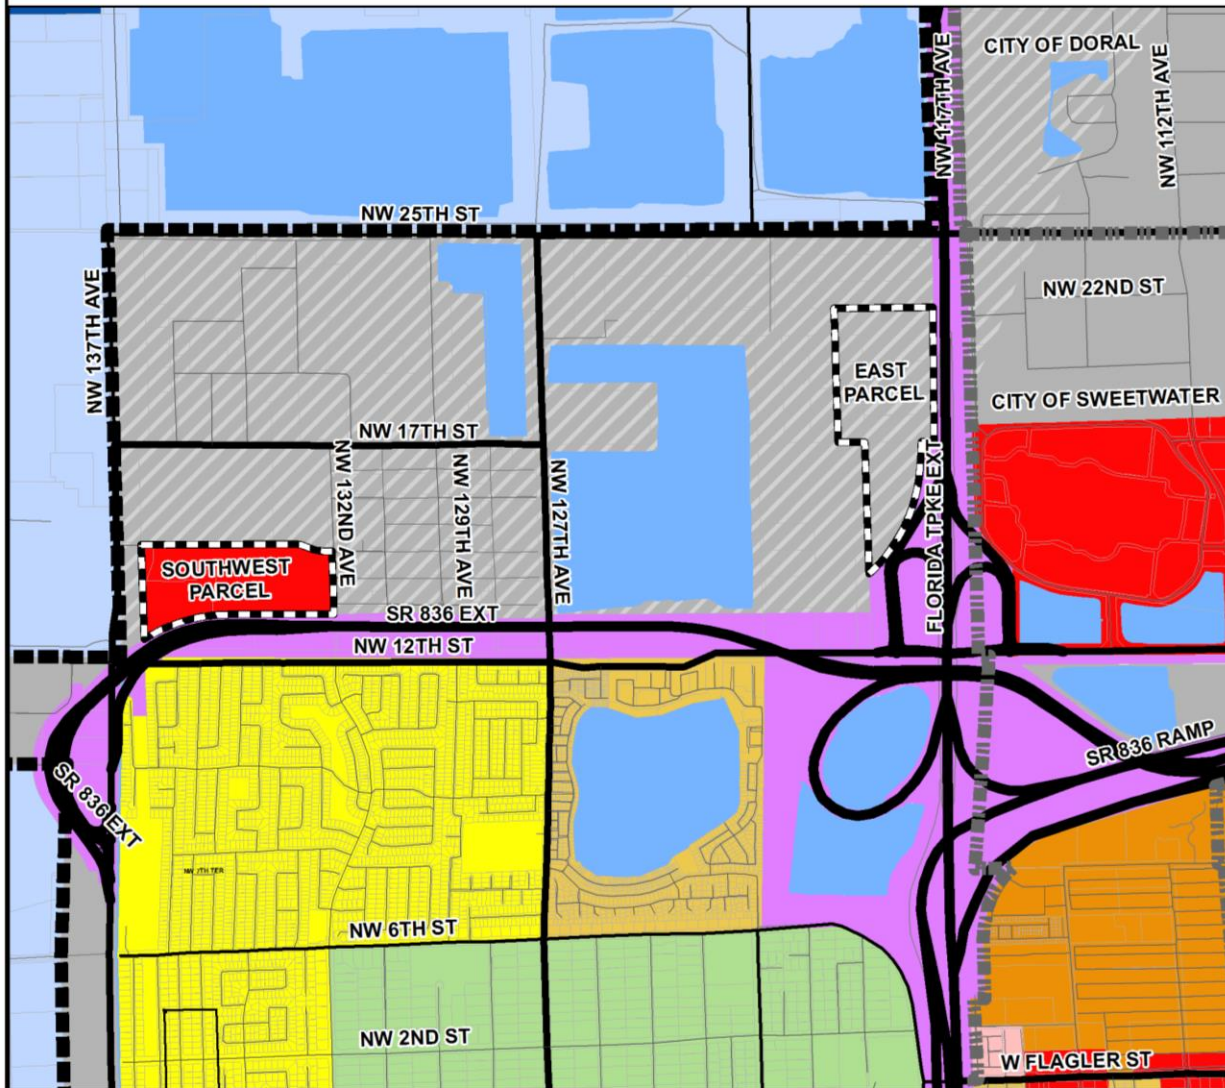 CITY OF DORAL
NW 117TH AVE
NW 112TH AVE
NW 25TH ST
NW 137TH AVE
NW 22ND ST
EAST
PARCEL
CITY OF SWEETWATER
NW 17TH ST
NW 132ND AVE
NW 129TH AVE
NW 127TH AVE
FLORIDA TPKE EXT
SOUTHWEST
PARCEL
SR 836 EXT
NW 12TH ST
SR 836 RAMP
SR 836 EXT
NW 7TH TER
NW 6TH ST
NW 2ND ST
W FLAGLER ST